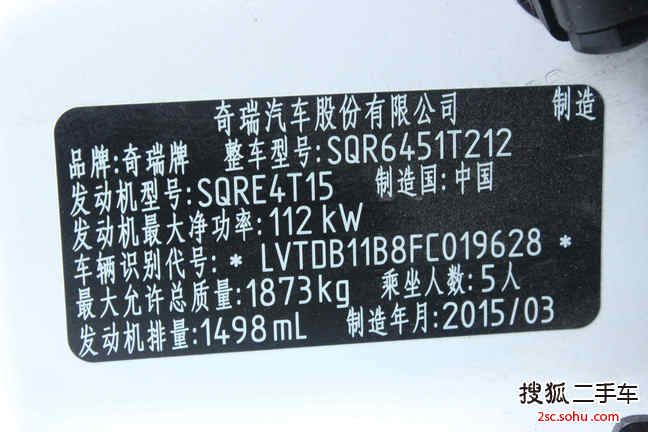 奇瑞汽车股份有限公司 制造
品牌:奇瑞牌 整车型号:SQR6451T212
发动机型号:SQRE4T15 制造国:中国
发动机最大净功率:112kW
车辆识别代号: * LVTDB11B8FC019628 *
最大允许总质量:1873kg 乘坐人数:5人
发动机排量:1498mL 制造年月:2015/03
搜狐 二手车
2sc.sohu.com